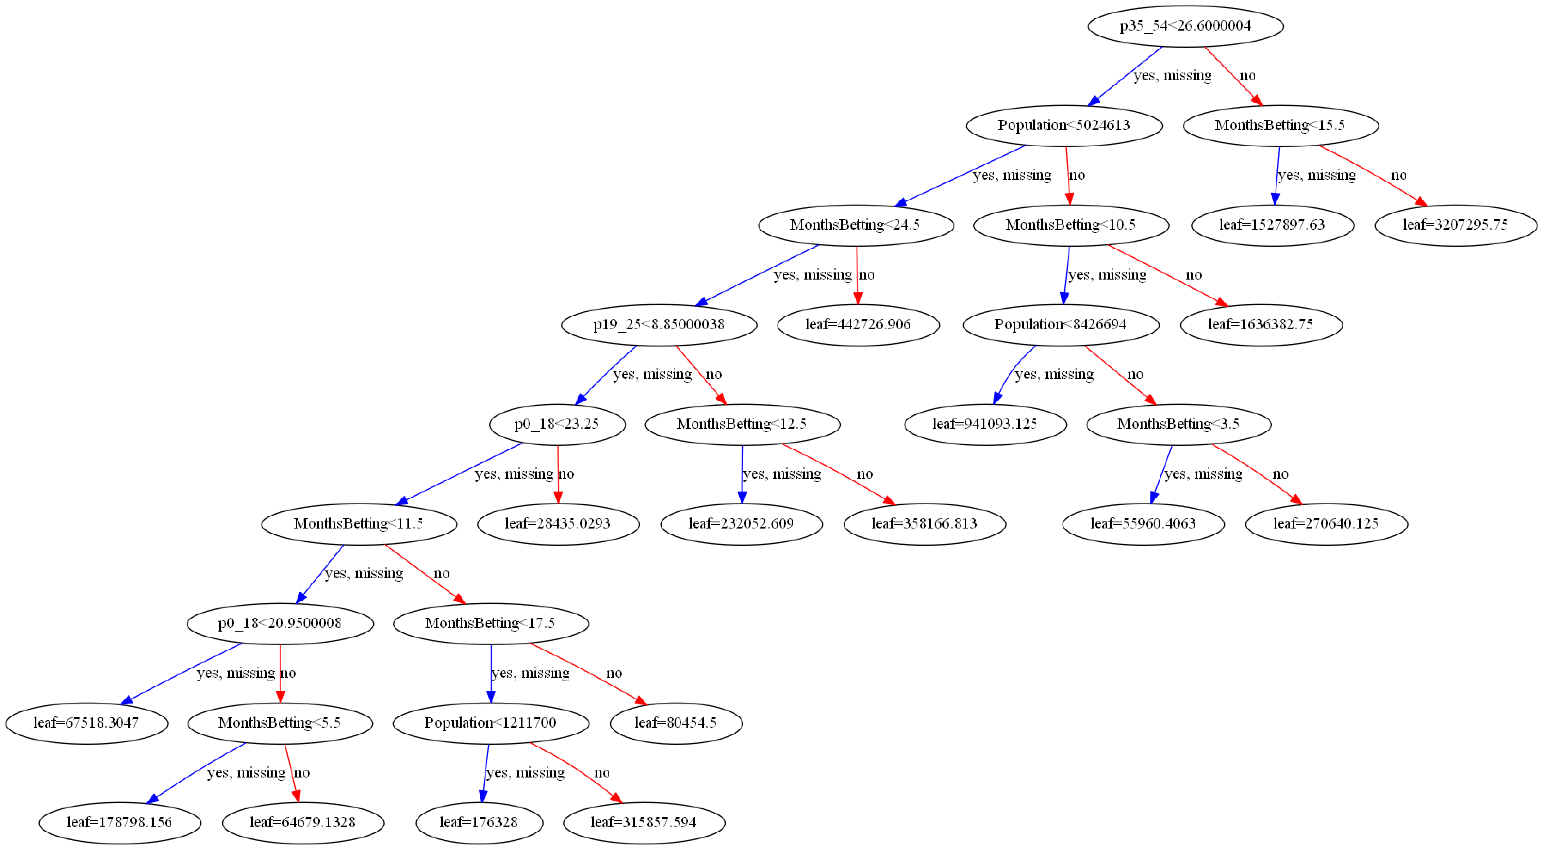 p35_54<26.6000004
yes, missing
no
Population<5024613
MonthsBetting<15.5
yes, missing
no
yes, missing
no
MonthsBetting<24.5
MonthsBetting<10.5
leaf=1527897.63
leaf=3207295.75
yes, missing
no
yes, missing
no
p19_25<8.85000038
leaf=442726.906
Population<8426694
leaf=1636382.75
yes, missing
no
yes, missing
no
p0_18<23.25
MonthsBetting<12.5
leaf=941093.125
MonthsBetting<3.5
yes, missing
no
yes, missing
no
yes, missing
no
MonthsBetting<11.5
leaf=28435.0293
leaf=232052.609
leaf=358166.813
leaf=55960.4063
leaf=270640.125
yes, missing
no
p0_18<20.9500008
MonthsBetting<17.5
yes, missing
no
yes, missing
no
leaf=67518.3047
MonthsBetting<5.5
Population<1211700
leaf=80454.5
yes, missing
no
yes, missing
no
leaf=178798.156
leaf=64679.1328
leaf=176328
leaf=315857.594